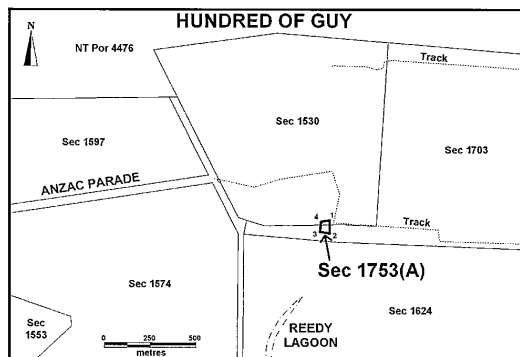 HUNDRED OF GUY
N
NT Por 4476
Track
Sec 1530
Sec 1597
Sec 1703
ANZAC PARADE
4 1
Track
3 2
Sec 1753(A)
Sec 1574
Sec 1624
Sec
1553
0 250 500
metres
REEDY
LAGOON